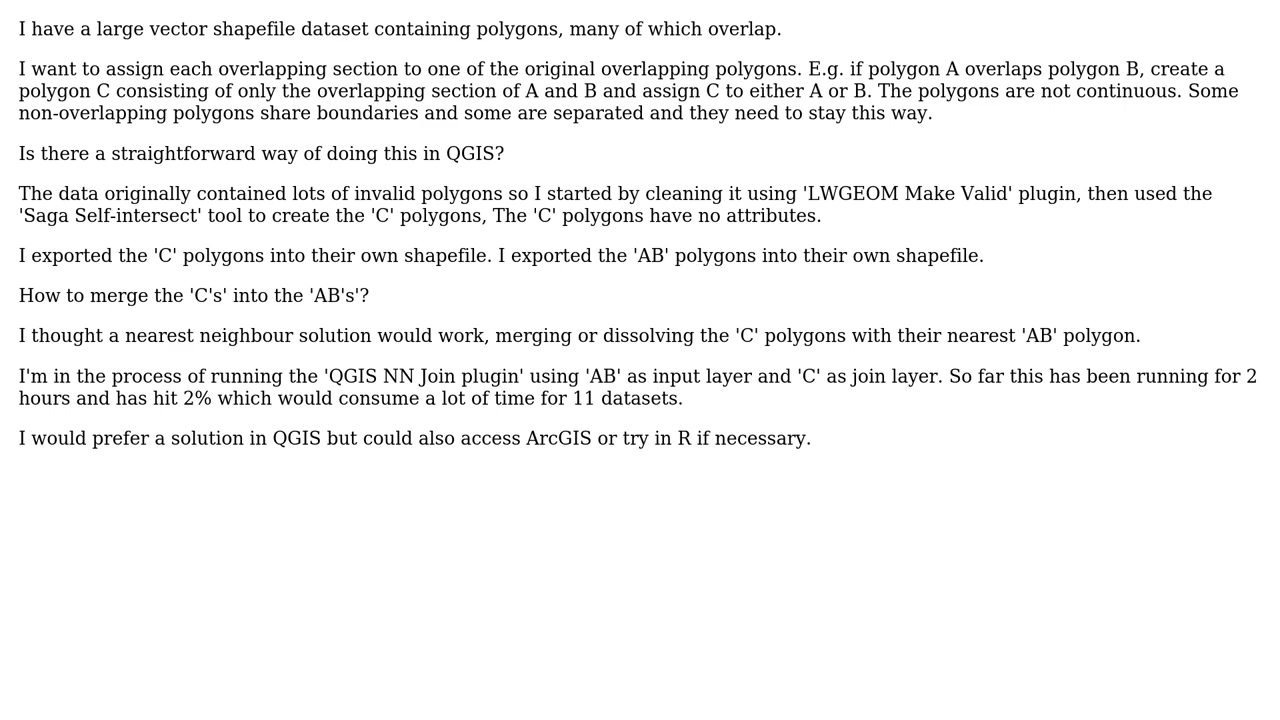 I have a large vector shapefile dataset containing polygons, many of which overlap.
I want to assign each overlapping section to one of the original overlapping polygons. E.g. if polygon A overlaps polygon B, create a
polygon C consisting of only the overlapping section of A and B and assign C to either A or B. The polygons are not continuous. Some
non-overlapping polygons share boundaries and some are separated and they need to stay this way.
Is there a straightforward way of doing this in QGIS?
The data originally contained lots of invalid polygons so I started by cleaning it using 'LWGEOM Make Valid' plugin, then used the
'Saga Self-intersect' tool to create the 'C' polygons, The 'C' polygons have no attributes.
I exported the 'C' polygons into their own shapefile. I exported the 'AB' polygons into their own shapefile.
How to merge the 'C's' into the 'AB's'?
I thought a nearest neighbour solution would work, merging or dissolving the 'C' polygons with their nearest 'AB' polygon.
I'm in the process of running the 'QGIS NN Join plugin' using 'AB' as input layer and 'C' as join layer. So far this has been running for 2
hours and has hit 2% which would consume a lot of time for 11 datasets.
I would prefer a solution in QGIS but could also access ArcGIS or try in R if necessary.